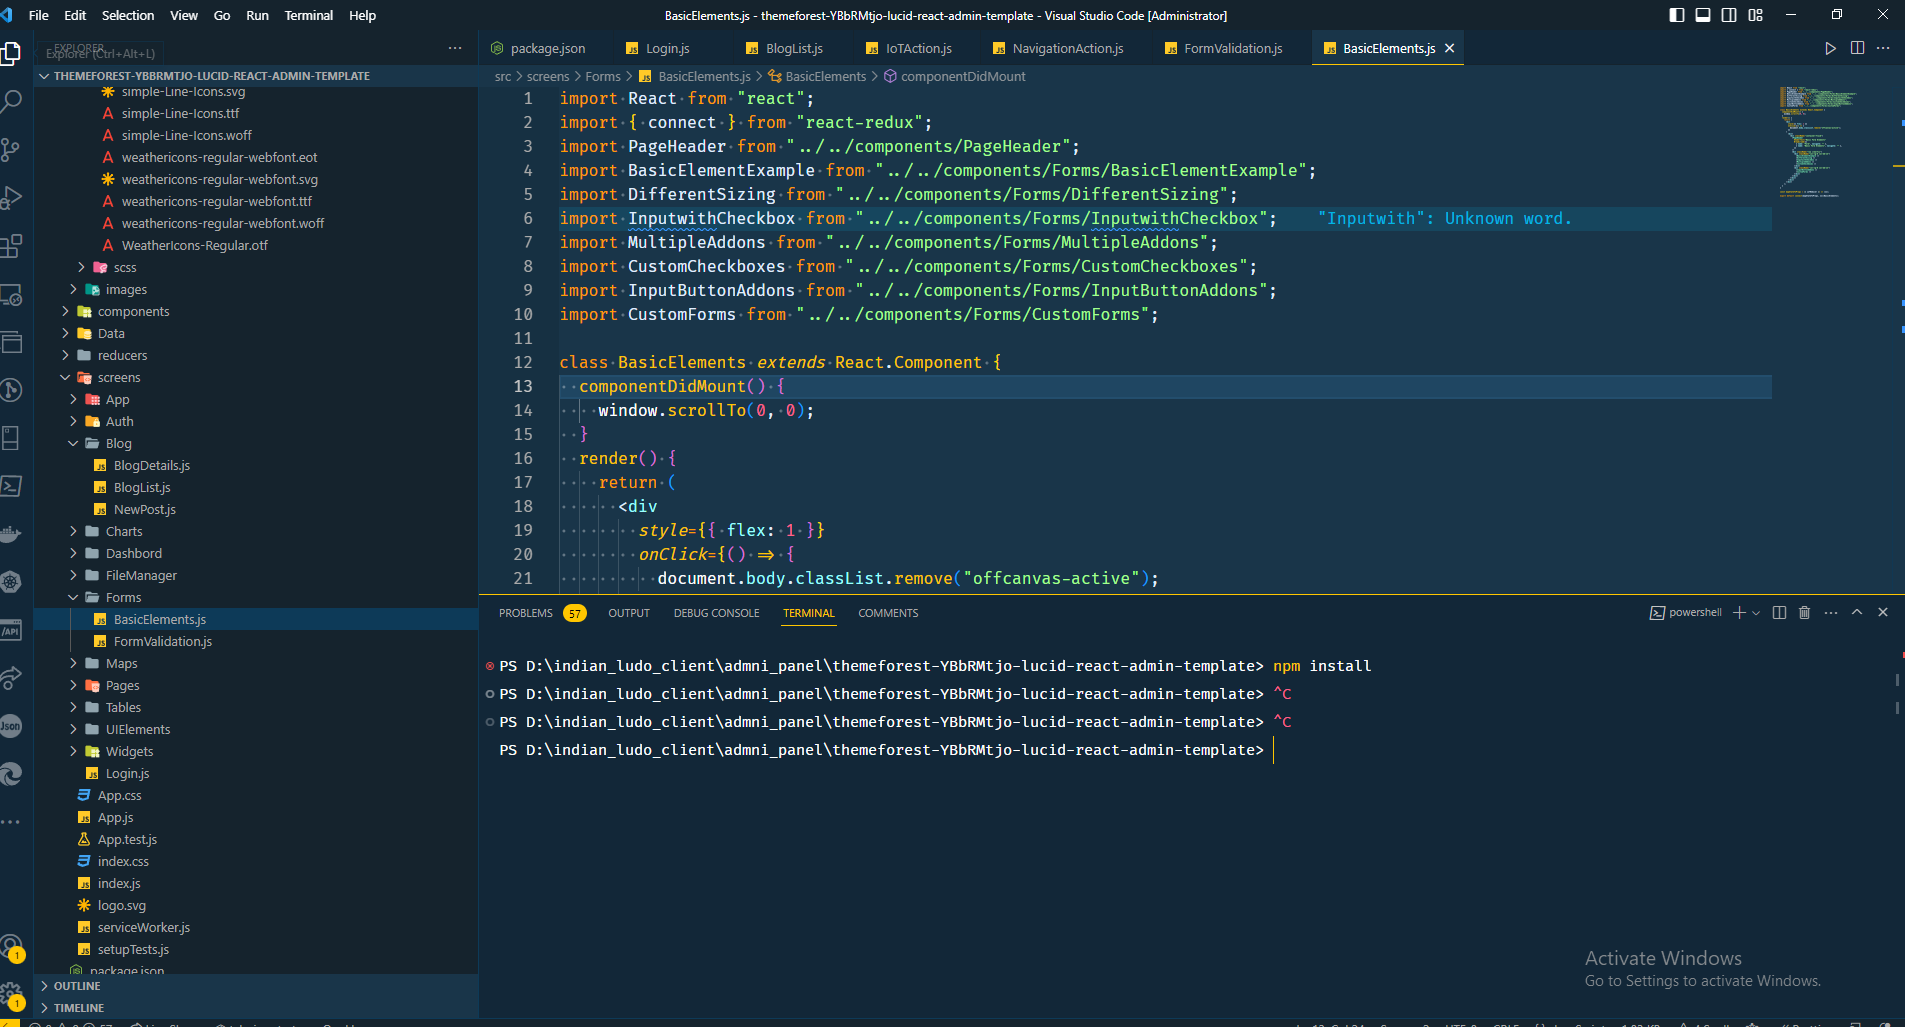 File Edit Selection View Go Run Terminal Help
BasicElements.js - themeforest-YBbRMtjo-lucid-react-admin-template - Visual Studio Code [Administrator]
EXPLORER
Explorer (Ctrl+Alt+L)
THEMEFOREST-YBBRMTJO-LUCID-REACT-ADMIN-TEMPLATE
simple-Line-Icons.svg
simple-Line-Icons.ttf
simple-Line-Icons.woff
weathericons-regular-webfont.eot
weathericons-regular-webfont.svg
weathericons-regular-webfont.ttf
weathericons-regular-webfont.woff
WeatherIcons-Regular.otf
scss
images
components
Data
reducers
screens
App
Auth
Blog
BlogDetails.js
BlogList.js
NewPost.js
Charts
Dashbord
FileManager
Forms
BasicElements.js
FormValidation.js
Maps
Pages
Tables
UIElements
Widgets
Login.js
App.css
App.js
App.test.js
index.css
index.js
logo.svg
serviceWorker.js
setupTests.js
package.json
OUTLINE
TIMELINE
package.json Login.js BlogList.js IoTAction.js NavigationAction.js FormValidation.js BasicElements.js
src > screens > Forms > BasicElements.js > BasicElements > componentDidMount
1 import React from "react";
2 import { connect } from "react-redux";
3 import PageHeader from "../../components/PageHeader";
4 import BasicElementExample from "../../components/Forms/BasicElementExample";
5 import DifferentSizing from "../../components/Forms/DifferentSizing";
6 import InputwithCheckbox from "../../components/Forms/InputwithCheckbox"; "Inputwith": Unknown word.
7 import MultipleAddons from "../../components/Forms/MultipleAddons";
8 import CustomCheckboxes from "../../components/Forms/CustomCheckboxes";
9 import InputButtonAddons from "../../components/Forms/InputButtonAddons";
10 import CustomForms from "../../components/Forms/CustomForms";
11
12 class BasicElements extends React.Component {
13 componentDidMount() {
14 window.scrollTo(0, 0);
15 }
16 render() {
17 return (
18 <div
19 style={{ flex: 1 }}
20 onClick={() => {
21 document.body.classList.remove("offcanvas-active");
PROBLEMS 57 OUTPUT DEBUG CONSOLE TERMINAL COMMENTS
powershell
PS D:\indian_ludo_client\admni_panel\themeforest-YBbRMtjo-lucid-react-admin-template> npm install
PS D:\indian_ludo_client\admni_panel\themeforest-YBbRMtjo-lucid-react-admin-template> ^C
PS D:\indian_ludo_client\admni_panel\themeforest-YBbRMtjo-lucid-react-admin-template> ^C
PS D:\indian_ludo_client\admni_panel\themeforest-YBbRMtjo-lucid-react-admin-template>
Activate Windows
Go to Settings to activate Windows.